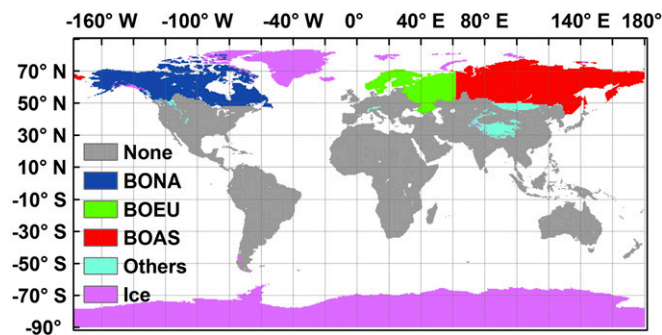 -160° W -100° W -40° W 0° 40° E 80° E 140° E 180°
70° N
50° N
30° N
10° N
-10° S
-30° S
-50° S
-70° S
-90°
None
BONA
BOEU
BOAS
Others
Ice